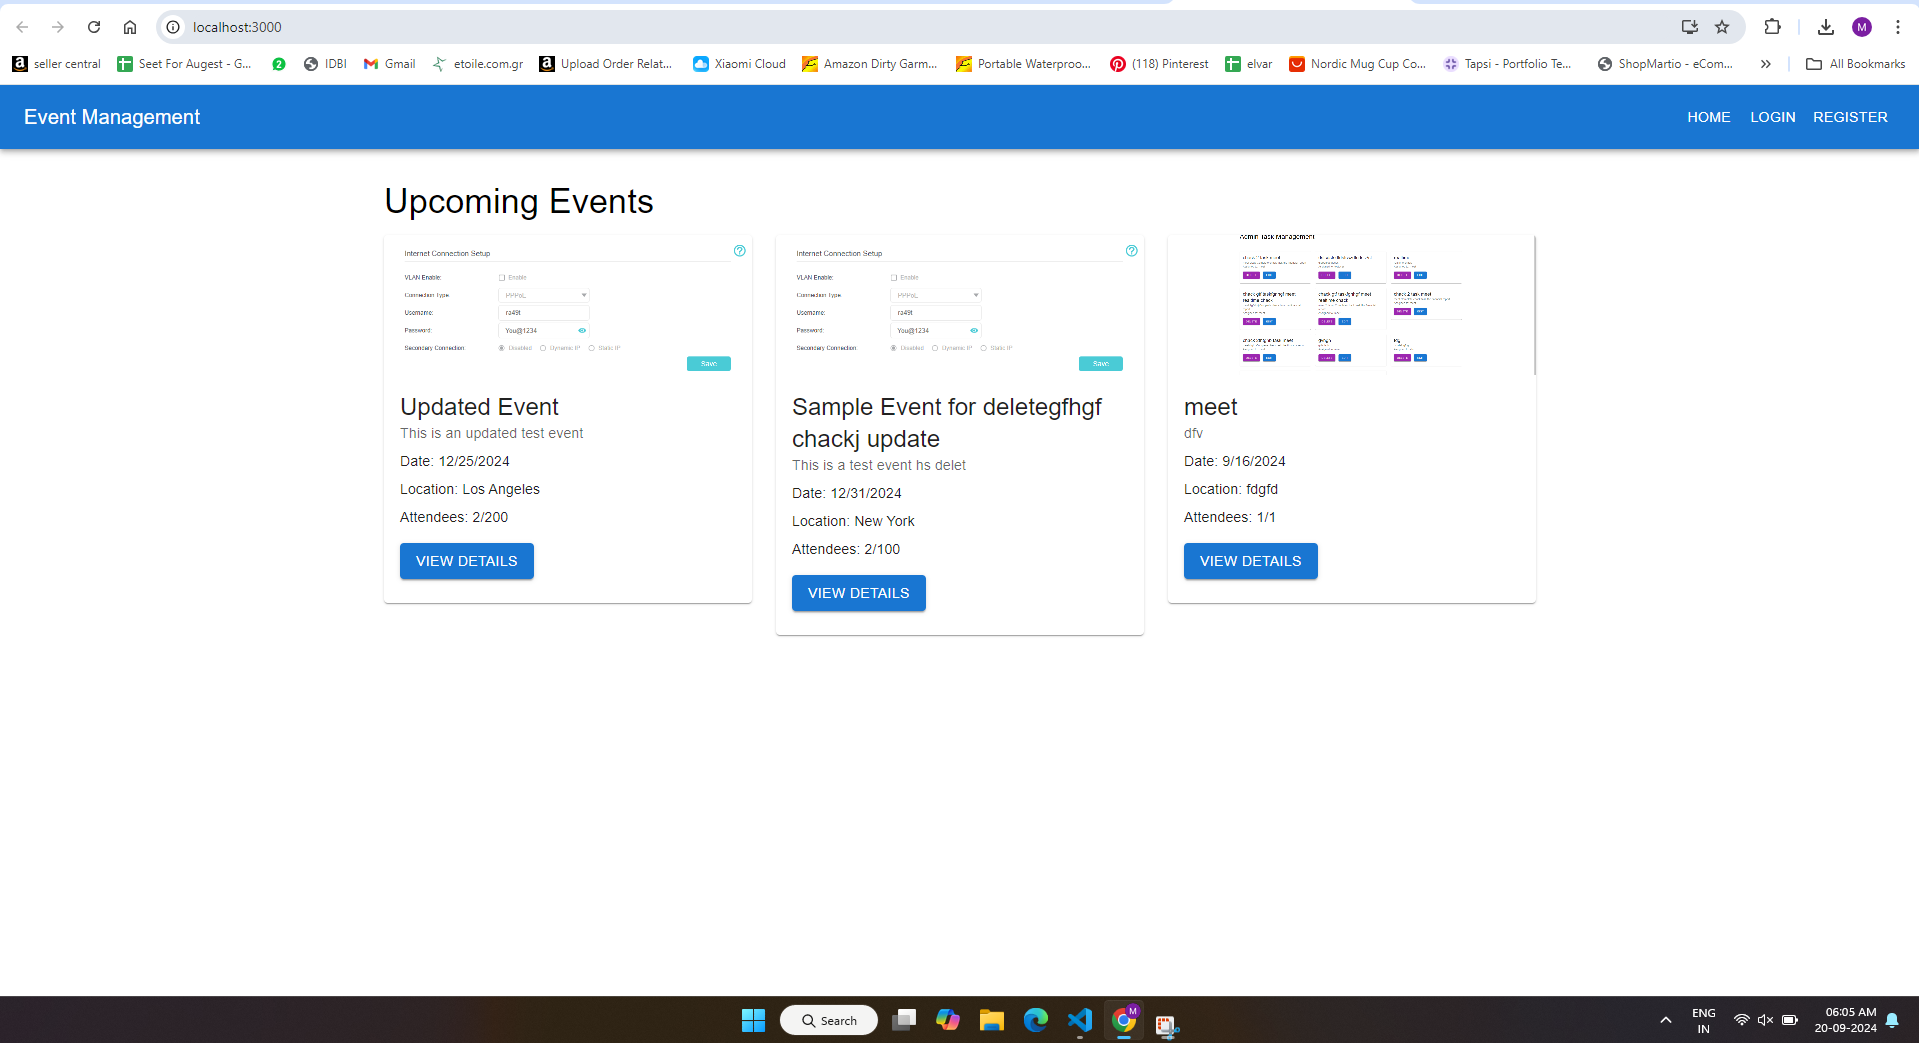 localhost:3000
M
seller central
Seet For Augest - G...
2
IDBI
Gmail
etoile.com.gr
Upload Order Relat...
Xiaomi Cloud
Amazon Dirty Garm...
Portable Waterproo...
(118) Pinterest
elvar
Nordic Mug Cup Co...
Tapsi - Portfolio Te...
ShopMartio - eCom...
All Bookmarks
Event Management
HOME LOGIN REGISTER
Upcoming Events
Internet Connection Setup
VLAN Enable: Enable
Connection Type:
Username: ra49t
Password: You@1234
Secondary Connection: Disabled Dynamic IP Static IP
Save
Updated Event
This is an updated test event
Date: 12/25/2024
Location: Los Angeles
Attendees: 2/200
VIEW DETAILS
Internet Connection Setup
VLAN Enable: Enable
Connection Type:
Username: ra49t
Password: You@1234
Secondary Connection: Disabled Dynamic IP Static IP
Save
Sample Event for deletegfhgf
chackj update
This is a test event hs delet
Date: 12/31/2024
Location: New York
Attendees: 2/100
VIEW DETAILS
Admin Task Management
meet
dfv
Date: 9/16/2024
Location: fdgfd
Attendees: 1/1
VIEW DETAILS
Search
M
ENG
IN
06:05 AM
20-09-2024